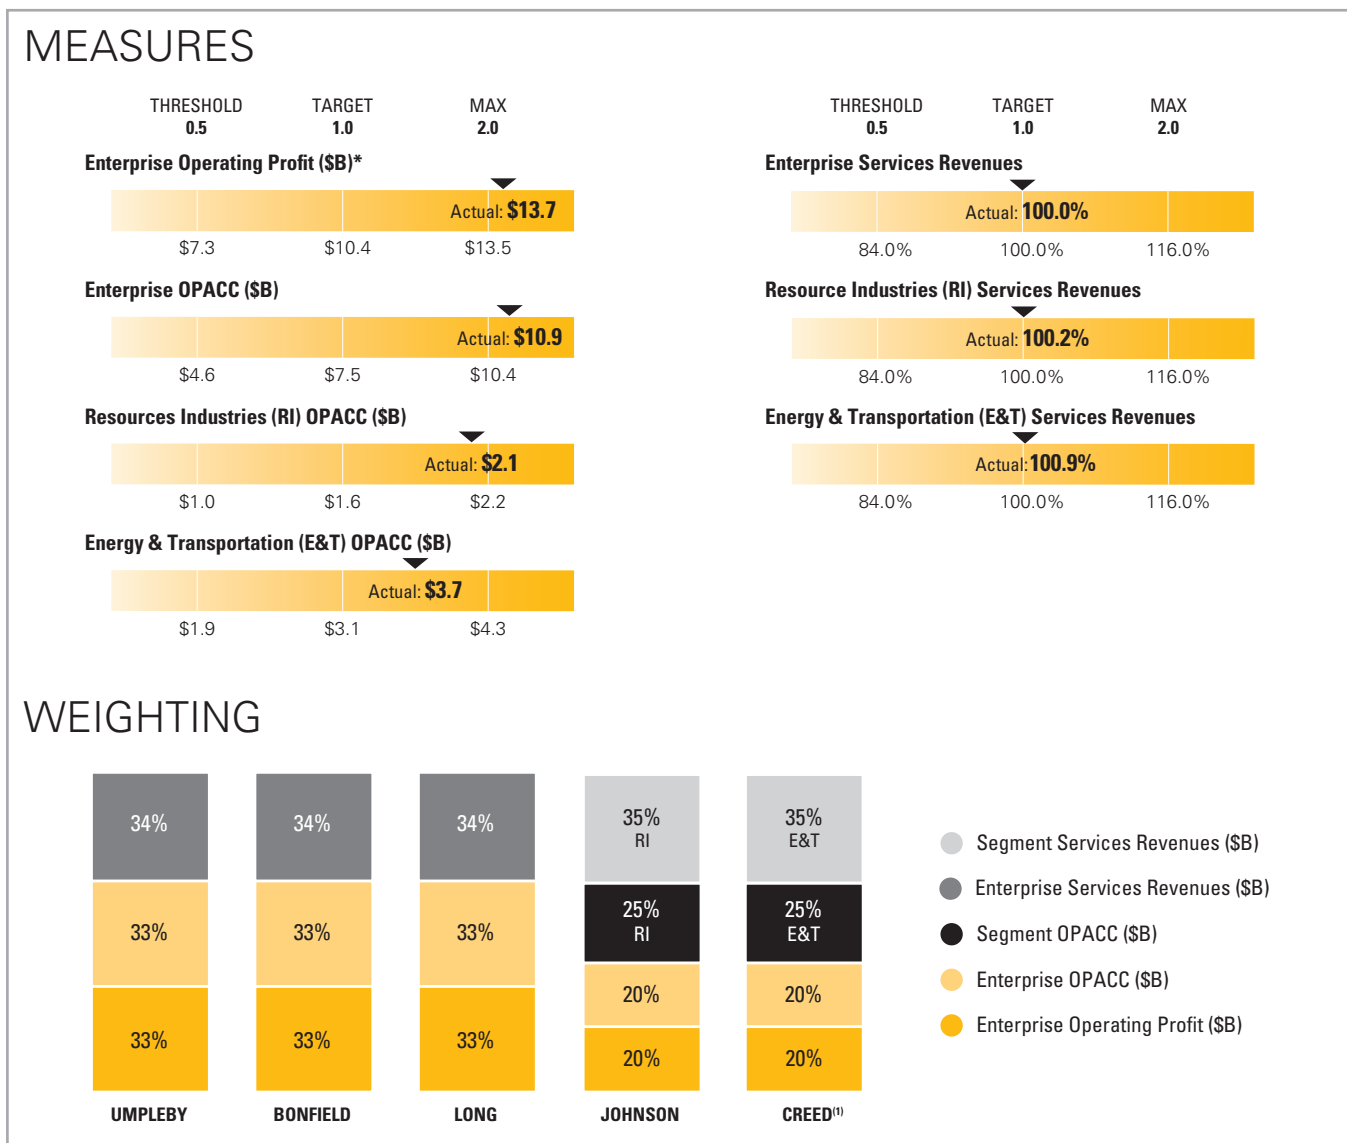 MEASURES
THRESHOLD TARGET MAX
0.5 1.0 2.0
Enterprise Operating Profit ($B)*
Actual: $13.7
$7.3 $10.4 $13.5
Enterprise OPACC ($B)
Actual: $10.9
$4.6 $7.5 $10.4
Resources Industries (RI) OPACC ($B)
Actual: $2.1
$1.0 $1.6 $2.2
Energy & Transportation (E&T) OPACC ($B)
Actual: $3.7
$1.9 $3.1 $4.3
THRESHOLD TARGET MAX
0.5 1.0 2.0
Enterprise Services Revenues
Actual: 100.0%
84.0% 100.0% 116.0%
Resource Industries (RI) Services Revenues
Actual: 100.2%
84.0% 100.0% 116.0%
Energy & Transportation (E&T) Services Revenues
Actual: 100.9%
84.0% 100.0% 116.0%
WEIGHTING
34%
33%
33%
UMPLEBY
34%
33%
33%
BONFIELD
34%
33%
33%
LONG
35%
RI
25%
RI
20%
20%
JOHNSON
35%
E&T
25%
E&T
20%
20%
CREED(1)
Segment Services Revenues ($B)
Enterprise Services Revenues ($B)
Segment OPACC ($B)
Enterprise OPACC ($B)
Enterprise Operating Profit ($B)